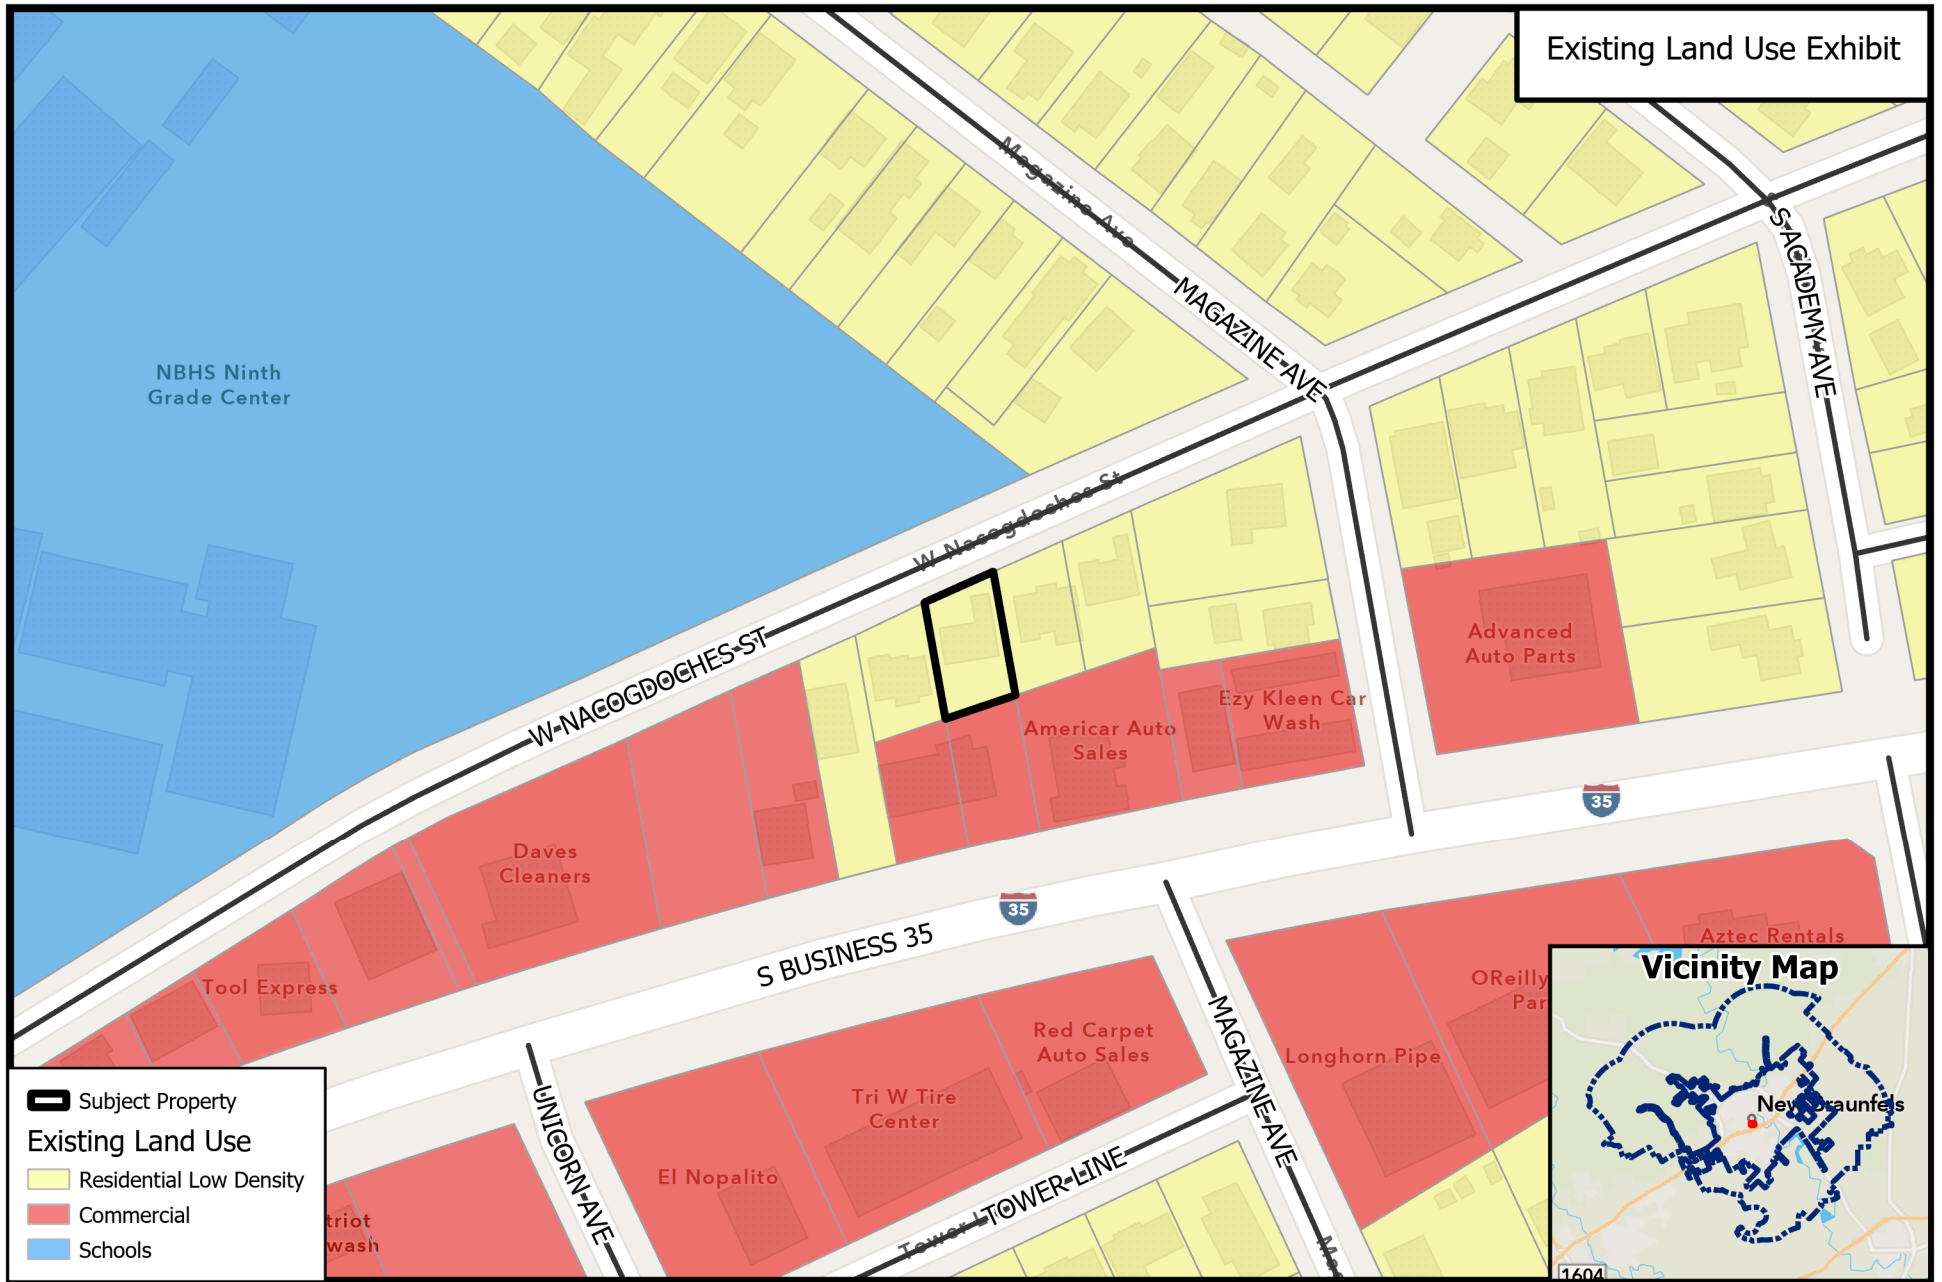 Existing Land Use Exhibit
Magazine Ave
MAGAZINE AVE
S ACADEMY AVE
NBHS Ninth
Grade Center
W Nacogdoches St
W NACOGDOCHES ST
Advanced
Auto Parts
Ezy Kleen Car
Wash
Americar Auto
Sales
35
Daves
Cleaners
35
S BUSINESS 35
Tool Express
Aztec Rentals
OReilly
Par
Red Carpet
Auto Sales
Longhorn Pipe
MAGAZINE AVE
Tri W Tire
Center
UNICORN AVE
El Nopalito
TOWER LINE
Tower L
triot
wash
Subject Property
Existing Land Use
Residential Low Density
Commercial
Schools
Vicinity Map
New Braunfels
1604